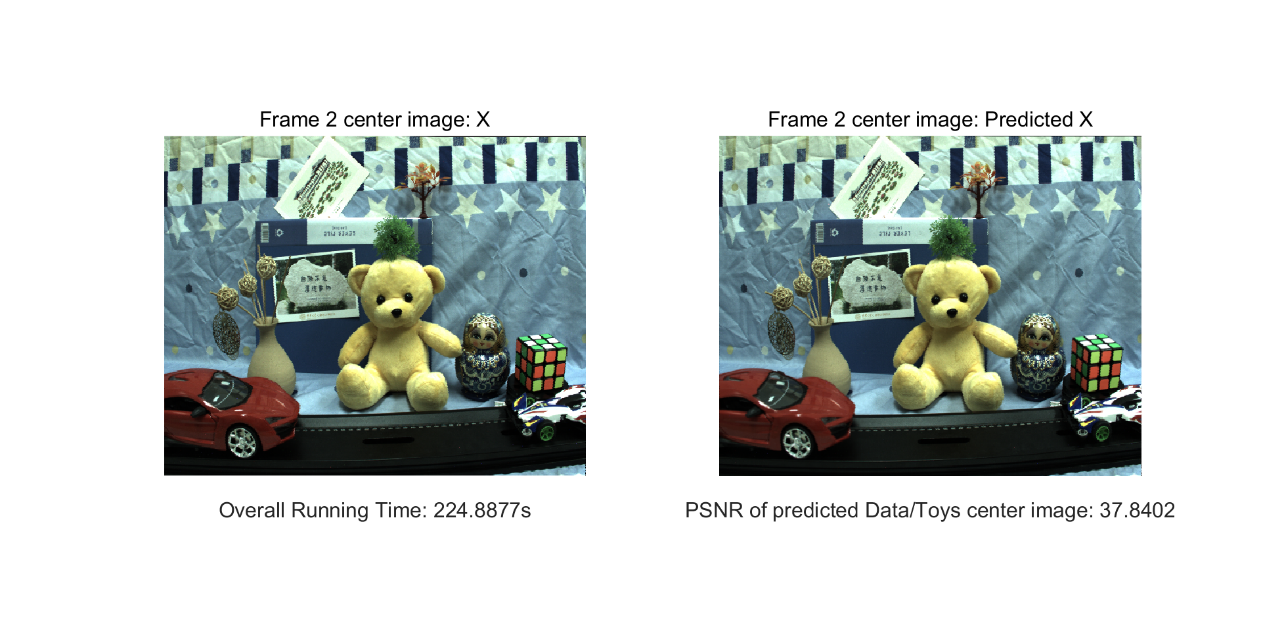 Frame 2 center image: X
Frame 2 center image: Predicted X
Overall Running Time: 224.8877s
PSNR of predicted Data/Toys center image: 37.8402